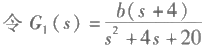 令 G₁(s) = b(s+4) / (s² + 4s + 20)